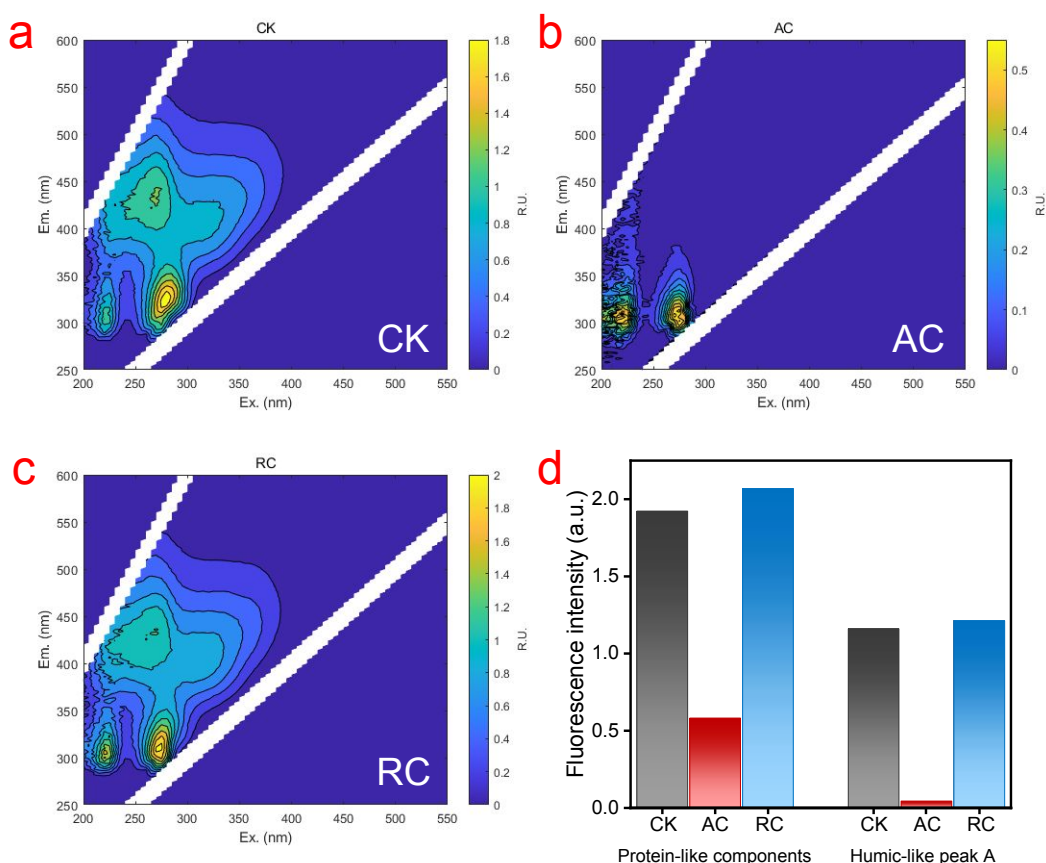 a
CK
600
550
500
450
400
350
300
250
Em. (nm)
200 250 300 350 400 450 500 550
Ex. (nm)
1.8
1.6
1.4
1.2
1
0.8
0.6
0.4
0.2
0
R.U.
CK
b
AC
600
550
500
450
400
350
300
250
Em. (nm)
200 250 300 350 400 450 500 550
Ex. (nm)
0.5
0.4
0.3
0.2
0.1
0
R.U.
AC
c
RC
600
550
500
450
400
350
300
250
Em. (nm)
200 250 300 350 400 450 500 550
Ex. (nm)
2
1.8
1.6
1.4
1.2
1
0.8
0.6
0.4
0.2
0
R.U.
RC
d
Fluorescence intensity (a.u.)
2.0
1.5
1.0
0.5
0.0
CK AC RC CK AC RC
Protein-like components Humic-like peak A